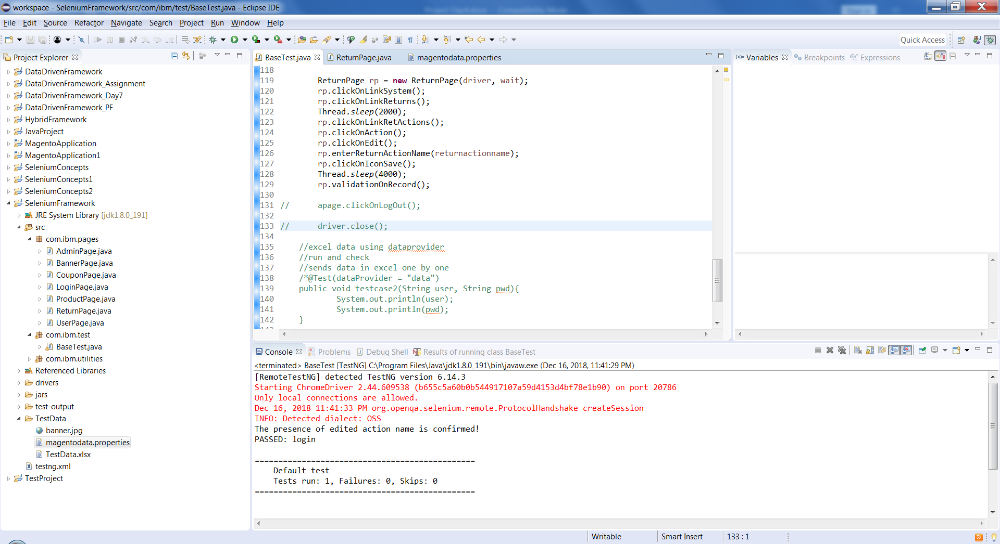 workspace - SeleniumFramework/src/com/ibm/test/BaseTest.java - Eclipse IDE
File Edit Source Refactor Navigate Search Project Run Window Help
Quick Access
Project Explorer
DataDrivenFramework
DataDrivenFramework_Assignment
DataDrivenFramework_Day7
DataDrivenFramework_PF
HybridFramework
JavaProject
MagentoApplication
MagentoApplication1
SeleniumConcepts
SeleniumConcepts1
SeleniumConcepts2
SeleniumFramework
JRE System Library [jdk1.8.0_191]
src
com.ibm.pages
AdminPage.java
BannerPage.java
CouponPage.java
LoginPage.java
ProductPage.java
ReturnPage.java
UserPage.java
com.ibm.test
BaseTest.java
com.ibm.utilities
Referenced Libraries
drivers
jars
test-output
TestData
banner.jpg
magentodata.properties
TestData.xlsx
testng.xml
TestProject
BaseTest.java ReturnPage.java magentodata.properties
118
119 ReturnPage rp = new ReturnPage(driver, wait);
120 rp.clickOnLinkSystem();
121 rp.clickOnLinkReturns();
122 Thread.sleep(2000);
123 rp.clickOnLinkRetActions();
124 rp.clickOnAction();
125 rp.clickOnEdit();
126 rp.enterReturnActionName(returnactionname);
127 rp.clickOnIconSave();
128 Thread.sleep(4000);
129 rp.validationOnRecord();
130
131 // apage.clickOnLogOut();
132
133 // driver.close();
134
135 //excel data using dataprovider
136 //run and check
137 //sends data in excel one by one
138 /*@Test(dataProvider = "data")
139 public void testcase2(String user, String pwd){
140 System.out.println(user);
141 System.out.println(pwd);
142 }
(x)= Variables Breakpoints Expressions
Console Problems Debug Shell Results of running class BaseTest
<terminated> BaseTest [TestNG] C:\Program Files\Java\jdk1.8.0_191\bin\javaw.exe (Dec 16, 2018, 11:41:29 PM)
[RemoteTestNG] detected TestNG version 6.14.3
Starting ChromeDriver 2.44.609538 (b655c5a60b0b544917107a59d4153d4bf78e1b90) on port 20786
Only local connections are allowed.
Dec 16, 2018 11:41:33 PM org.openqa.selenium.remote.ProtocolHandshake createSession
INFO: Detected dialect: OSS
The presence of edited action name is confirmed!
PASSED: login
===============================================
Default test
Tests run: 1, Failures: 0, Skips: 0
===============================================
Writable Smart Insert 133 : 1